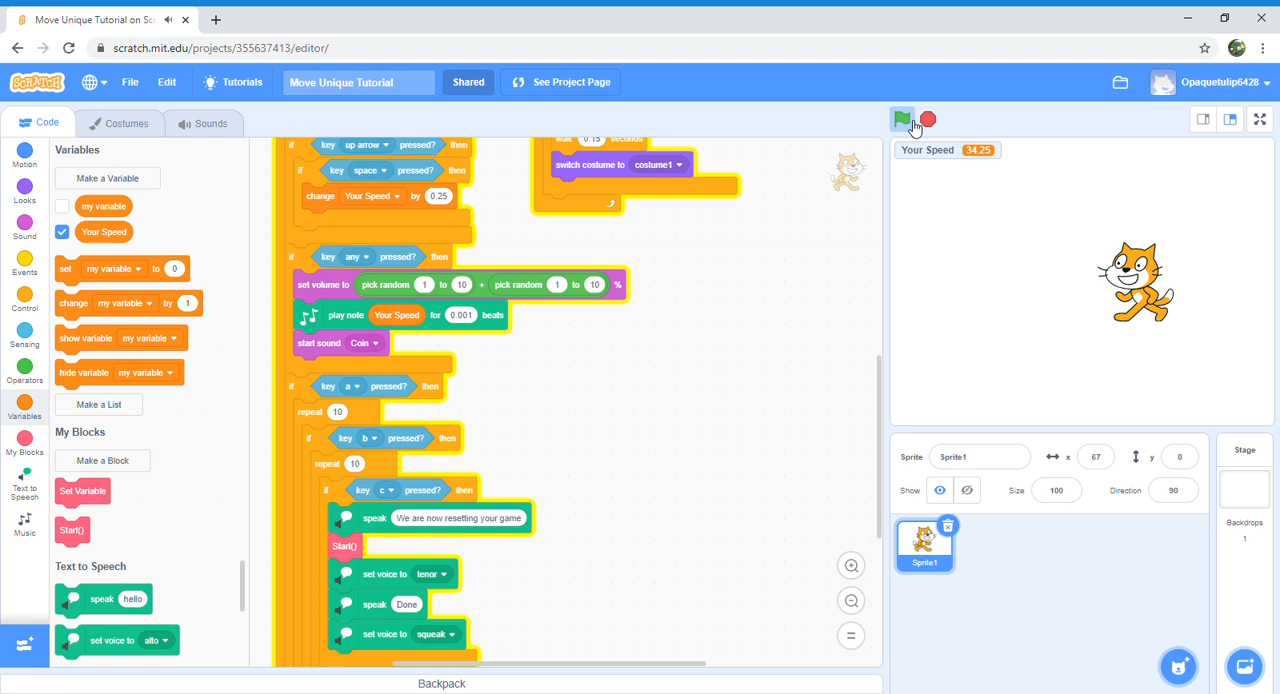 Move Unique Tutorial on Scr
scratch.mit.edu/projects/355637413/editor/
SCRATCH File Edit Tutorials Move Unique Tutorial Shared See Project Page Opaquetulip6428
Code Costumes Sounds
Motion
Looks
Sound
Events
Control
Sensing
Operators
Variables
My Blocks
Text to Speech
Music
Variables
Make a Variable
my variable
Your Speed
set my variable to 0
change my variable by 1
show variable my variable
hide variable my variable
Make a List
My Blocks
Make a Block
Set Variable
Start()
Text to Speech
speak hello
set voice to alto
if key up arrow pressed? then
if key space pressed? then
change Your Speed by 0.25
if key any pressed? then
set volume to pick random 1 to 10 + pick random 1 to 10 %
play note Your Speed for 0.001 beats
start sound Coin
if key a pressed? then
repeat 10
if key b pressed? then
repeat 10
if key c pressed? then
speak We are now resetting your game
Start()
set voice to tenor
speak Done
set voice to squeak
wait 0.15 seconds
switch costume to costume1
Backpack
Your Speed 34.25
Sprite Sprite1 x 67 y 0
Show Size 100 Direction 90
Sprite1
Stage
Backdrops
1